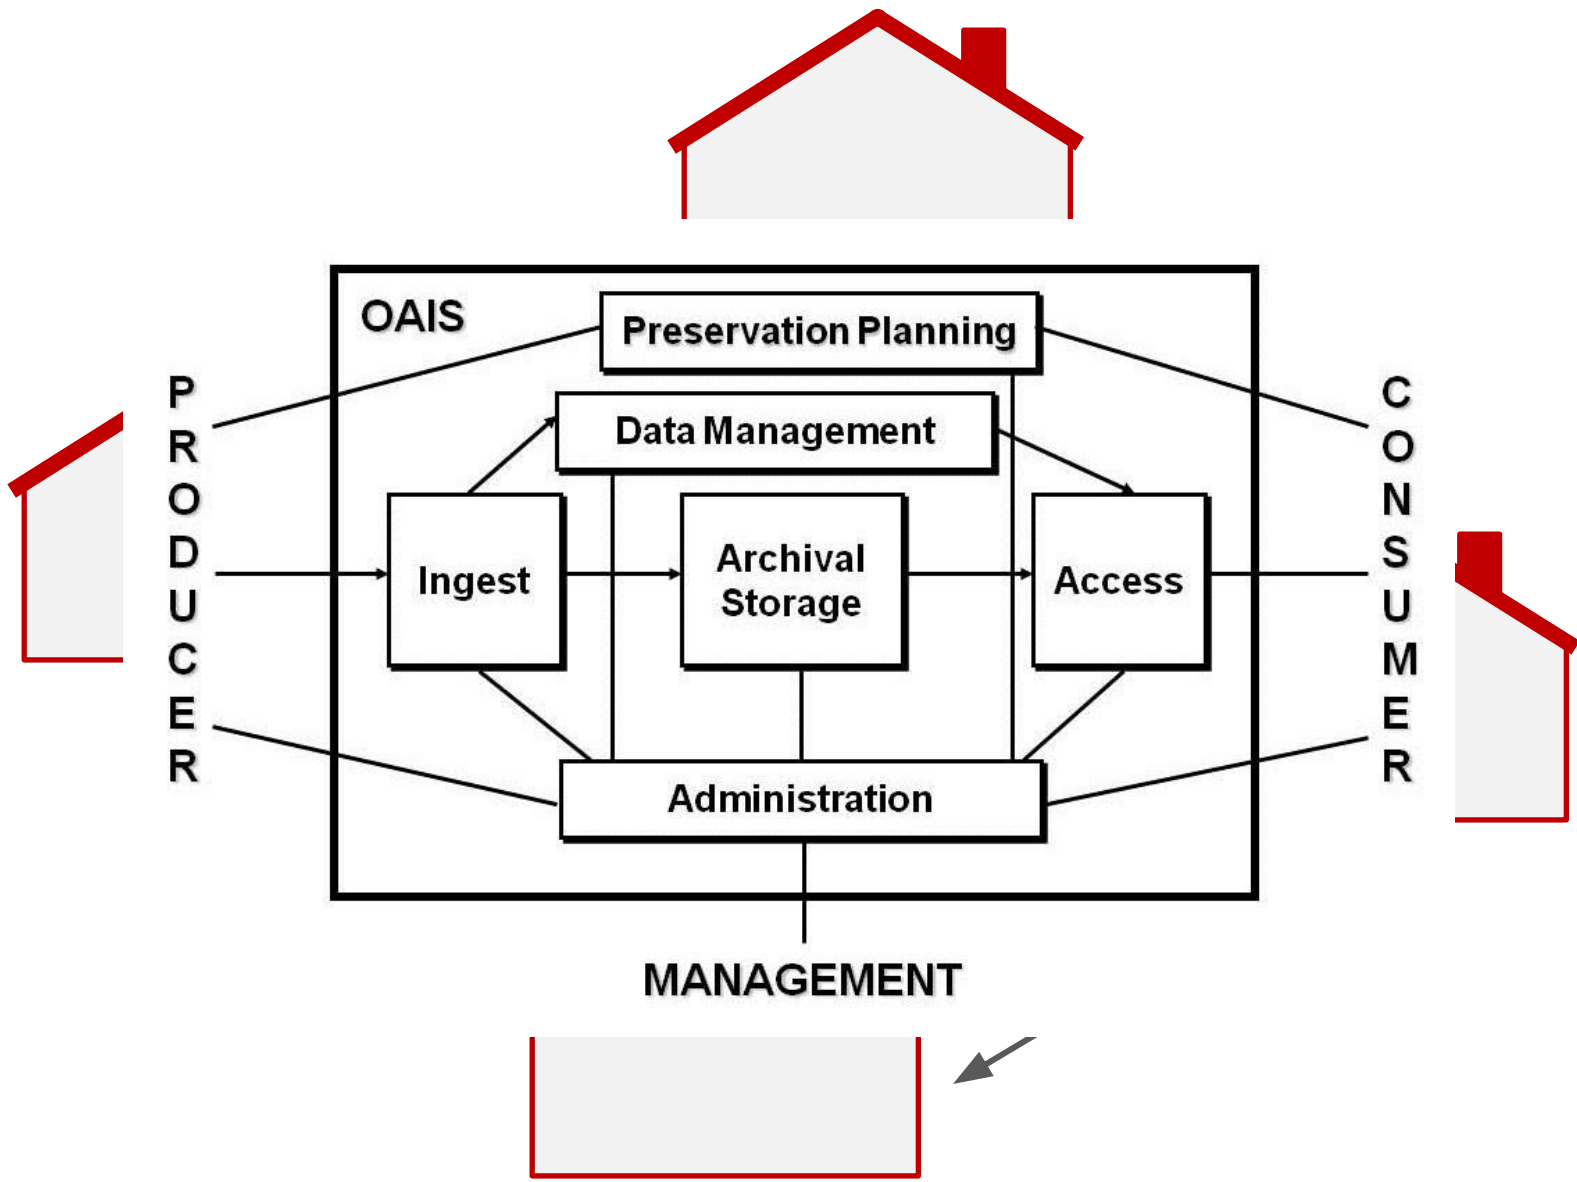 OAIS
Preservation Planning
Data Management
PRODUCER
Ingest
Archival
Storage
Access
CONSUMER
Administration
MANAGEMENT